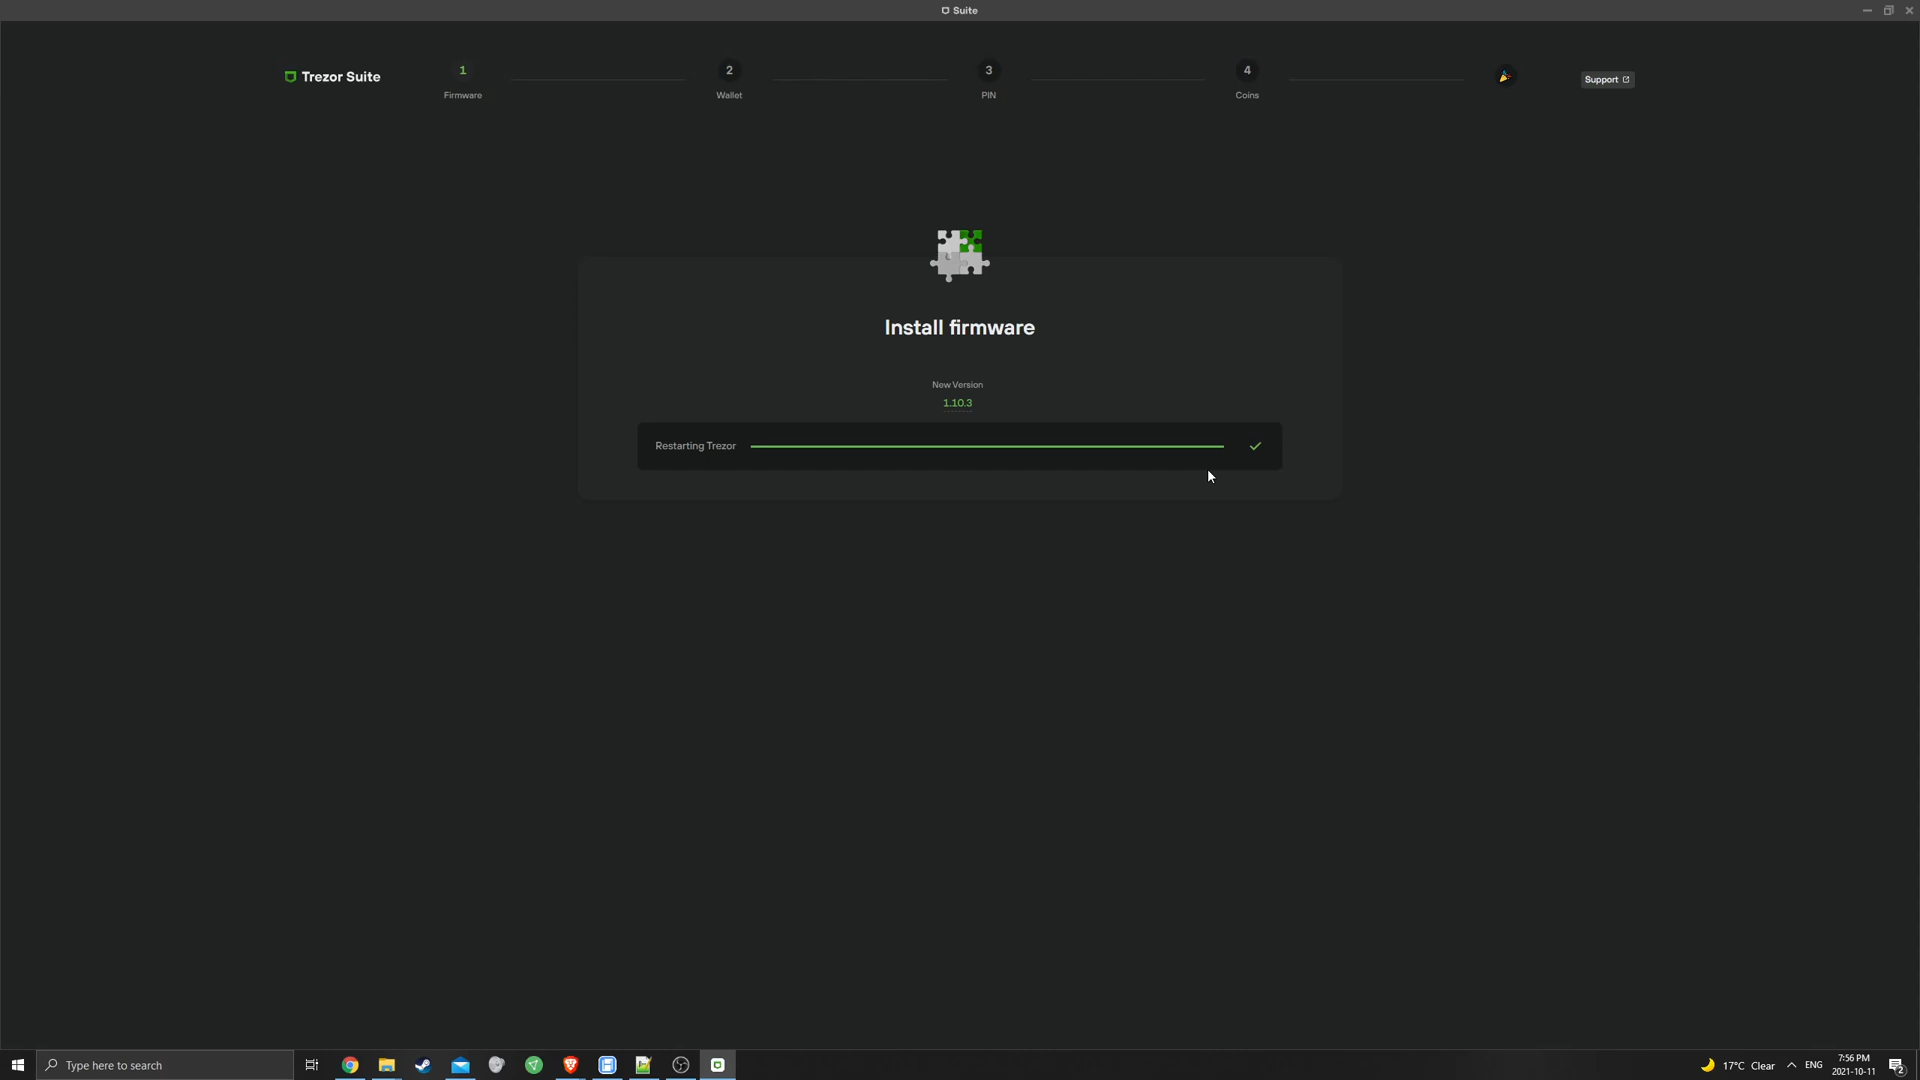 Suite
Trezor Suite
1
Firmware
2
Wallet
3
PIN
4
Coins
Support
Install firmware
New Version
1.10.3
Restarting Trezor
Type here to search
17°C Clear
ENG
7:56 PM
2021-10-11
2